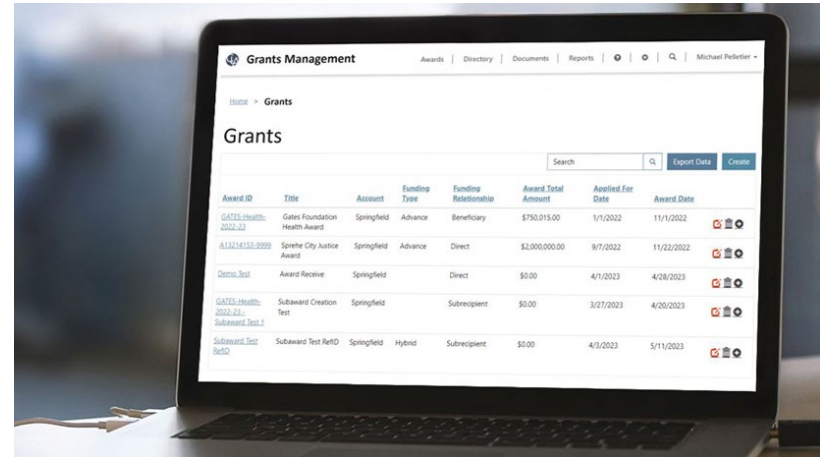 Grants Management
Awards | Directory | Documents | Reports | | | | Michael Pelletier
Home > Grants
Grants
Search Export Data Create
Award ID Title Account Funding Type Funding Relationship Award Total Amount Applied For Date Award Date
GATES-Health-2022-23 Gates Foundation Health Award Springfield Advance Beneficiary $750,015.00 1/1/2022 11/1/2022
A13214153-9999 Sprehe City Justice Award Springfield Advance Direct $2,000,000.00 9/7/2022 11/22/2022
Demo Test Award Receive Springfield Direct $0.00 4/1/2023 4/28/2023
GATES-Health-2022-23 - Subaward Test 1 Subaward Creation Test Springfield Subrecipient $0.00 3/27/2023 4/20/2023
Subaward Test RefID Subaward Test RefID Springfield Hybrid Subrecipient $0.00 4/3/2023 5/11/2023